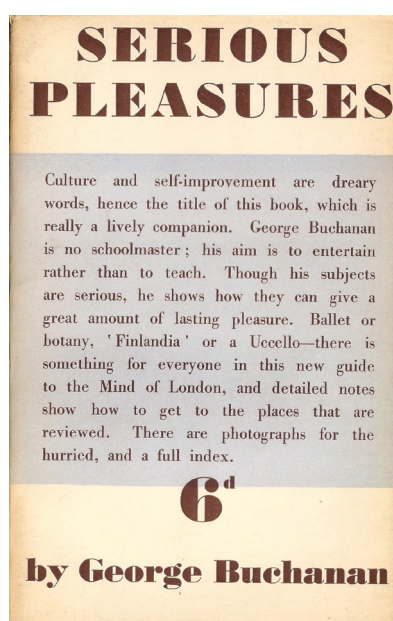 SERIOUS
PLEASURES
Culture and self-improvement are dreary
words, hence the title of this book, which is
really a lively companion. George Buchanan
is no schoolmaster ; his aim is to entertain
rather than to teach. Though his subjects
are serious, he shows how they can give a
great amount of lasting pleasure. Ballet or
botany, ‘ Finlandia ’ or a Uccello—there is
something for everyone in this new guide
to the Mind of London, and detailed notes
show how to get to the places that are
reviewed. There are photographs for the
hurried, and a full index.
6d
by George Buchanan